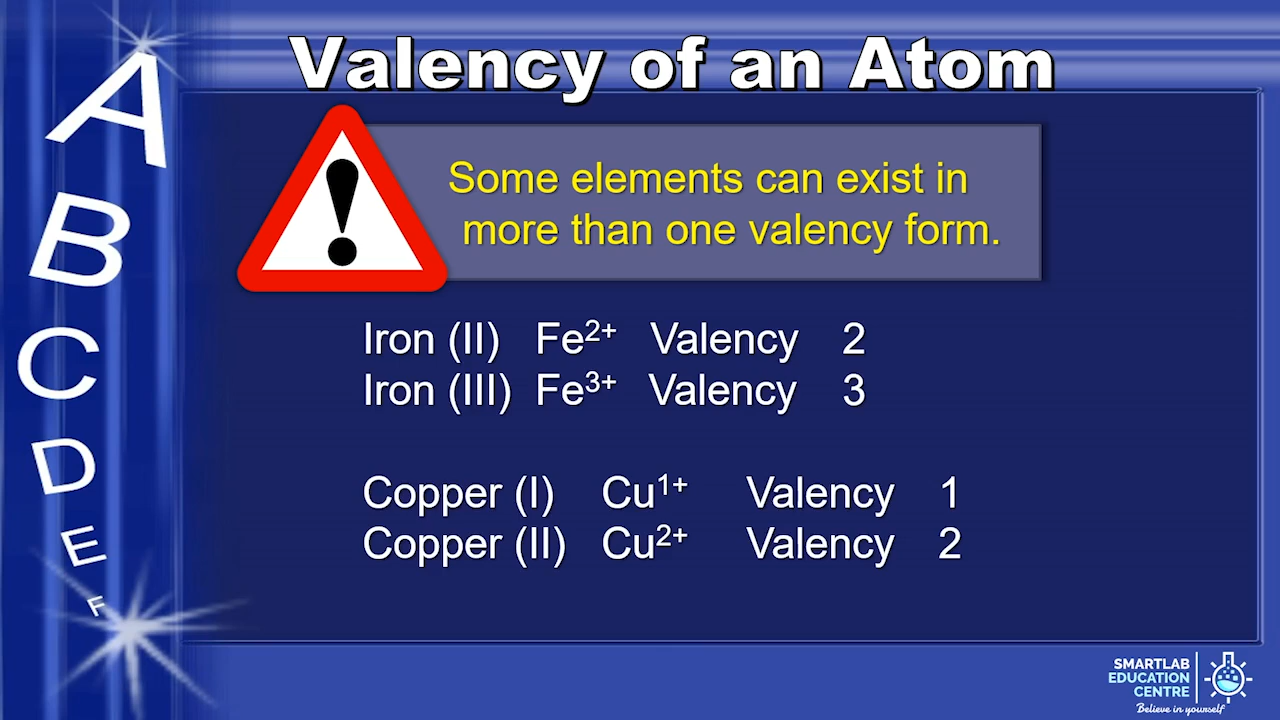 Valency of an Atom
A
B
C
D
E
F
Some elements can exist in
more than one valency form.
Iron (II) Fe²⁺ Valency 2
Iron (III) Fe³⁺ Valency 3
Copper (I) Cu¹⁺ Valency 1
Copper (II) Cu²⁺ Valency 2
SMARTLAB
EDUCATION
CENTRE
Believe in yourself